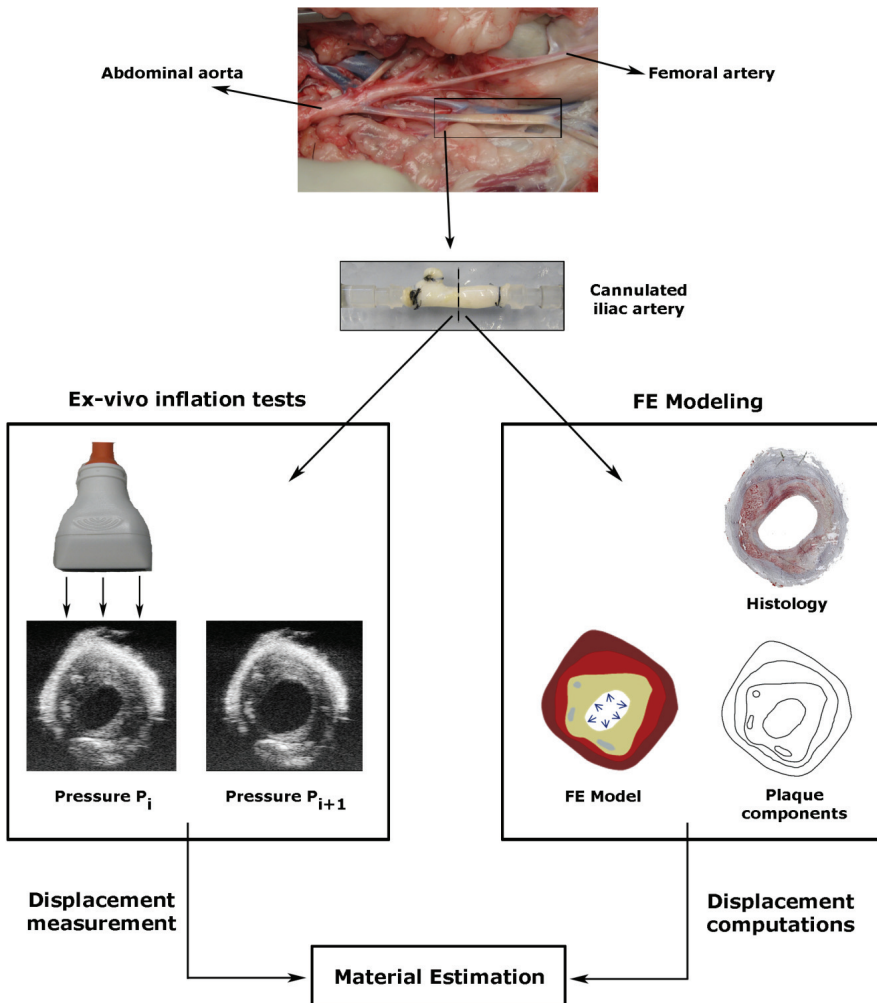 Abdominal aorta
Femoral artery
Cannulated
iliac artery
Ex-vivo inflation tests
FE Modeling
Histology
Pressure Pi
Pressure Pi+1
FE Model
Plaque
components
Displacement
measurement
Displacement
computations
Material Estimation